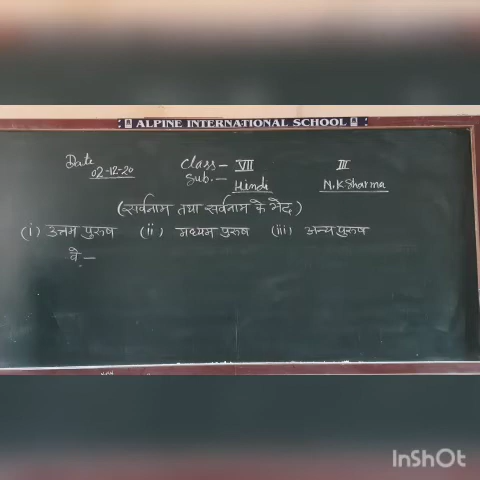 ALPINE INTERNATIONAL SCHOOL
Date Class- VII III
02-12-20 Sub.- Hindi N.K Sharma
(सर्वनाम तथा सर्वनाम के भेद)
(i) उत्तम पुरुष (ii) मध्यम पुरुष (iii) अन्य पुरुष
वे -
InShOt